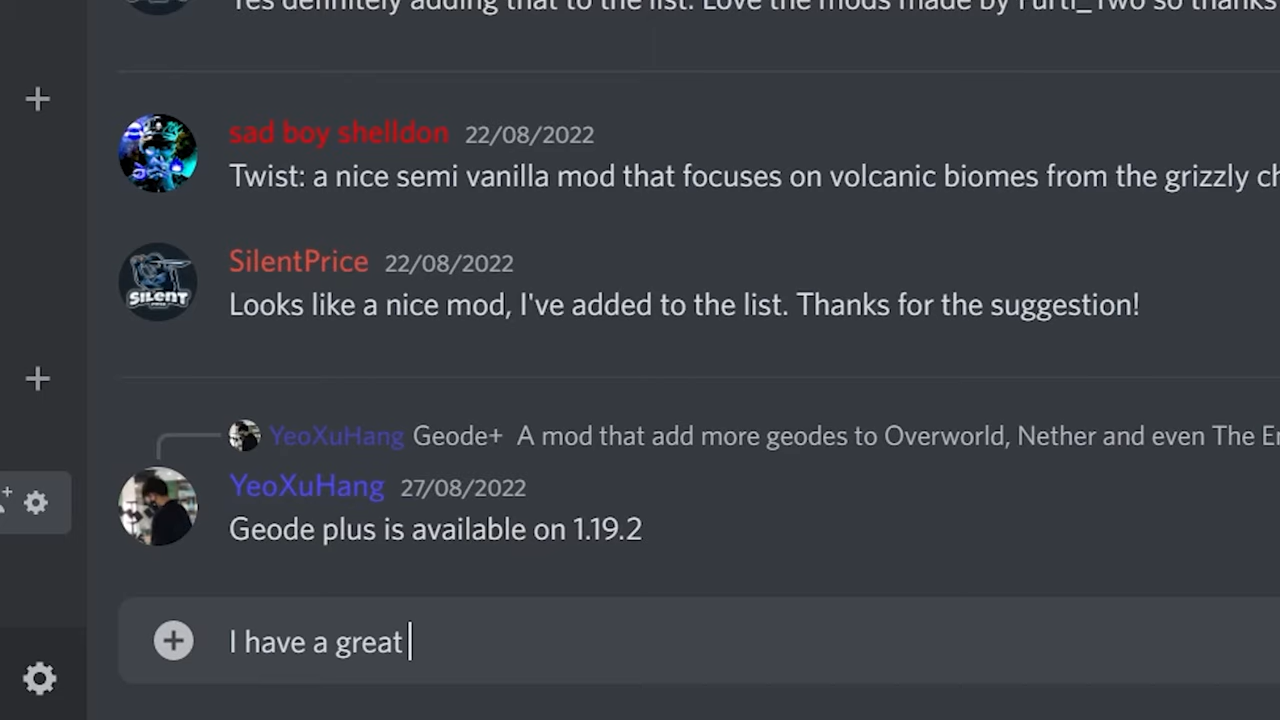 Yes definitely adding that to the list. Love the mods made by Furti_Two so thanks
sad boy shelldon 22/08/2022
Twist: a nice semi vanilla mod that focuses on volcanic biomes from the grizzly
SilentPrice 22/08/2022
SILENT
Looks like a nice mod, I've added to the list. Thanks for the suggestion!
YeoXuHang Geode+ A mod that add more geodes to Overworld, Nether and even The
YeoXuHang 27/08/2022
Geode plus is available on 1.19.2
I have a great